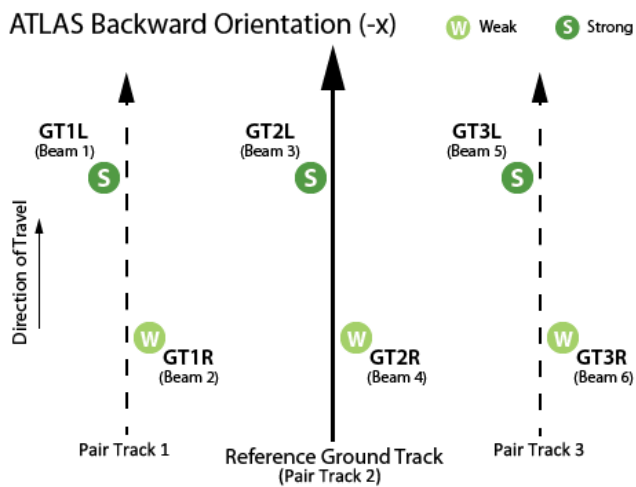 ATLAS Backward Orientation (-x)
W Weak
S Strong
GT1L
(Beam 1)
S
GT2L
(Beam 3)
S
GT3L
(Beam 5)
S
Direction of Travel
W
GT1R
(Beam 2)
W
GT2R
(Beam 4)
W
GT3R
(Beam 6)
Pair Track 1
Reference Ground Track
(Pair Track 2)
Pair Track 3